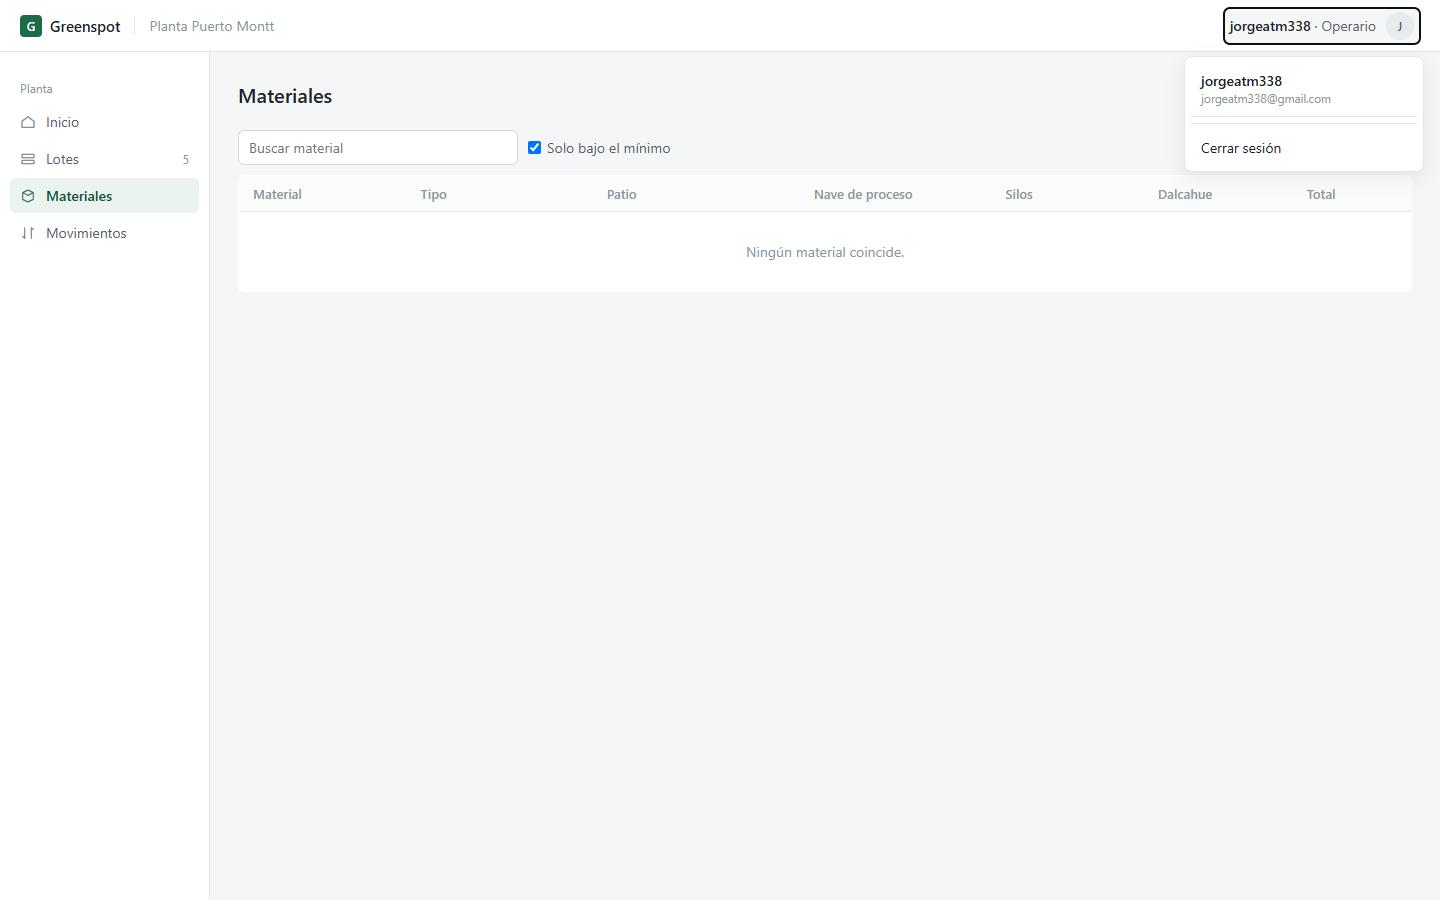 G Greenspot Planta Puerto Montt
jorgeatm338 · Operario J
jorgeatm338
jorgeatm338@gmail.com
Cerrar sesión
Planta
Inicio
Lotes 5
Materiales
Movimientos
Materiales
Buscar material
Solo bajo el mínimo
Material Tipo Patio Nave de proceso Silos Dalcahue Total
Ningún material coincide.